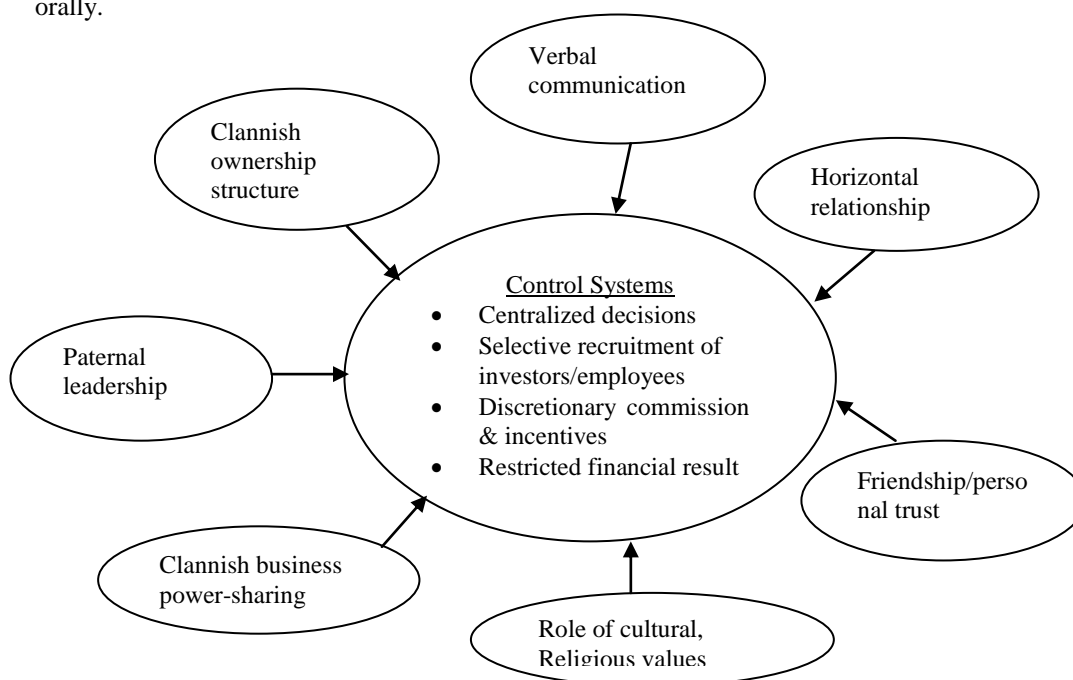 orally.
Verbal
communication
Clannish
ownership
structure
Horizontal
relationship
Control Systems
• Centralized decisions
• Selective recruitment of
investors/employees
• Discretionary commission
& incentives
• Restricted financial result
Paternal
leadership
Friendship/perso
nal trust
Clannish business
power-sharing
Role of cultural,
Religious values